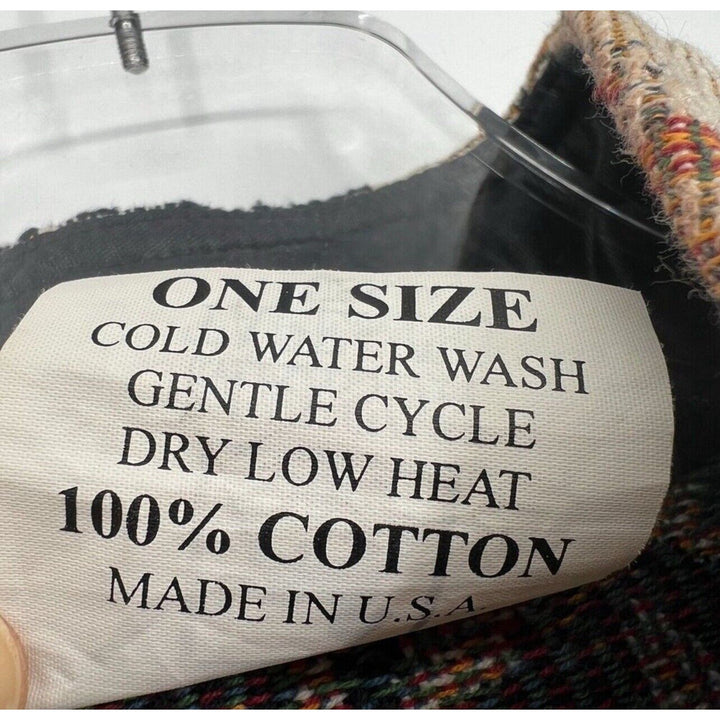 ONE SIZE
COLD WATER WASH
GENTLE CYCLE
DRY LOW HEAT
100% COTTON
MADE IN U.S.A.